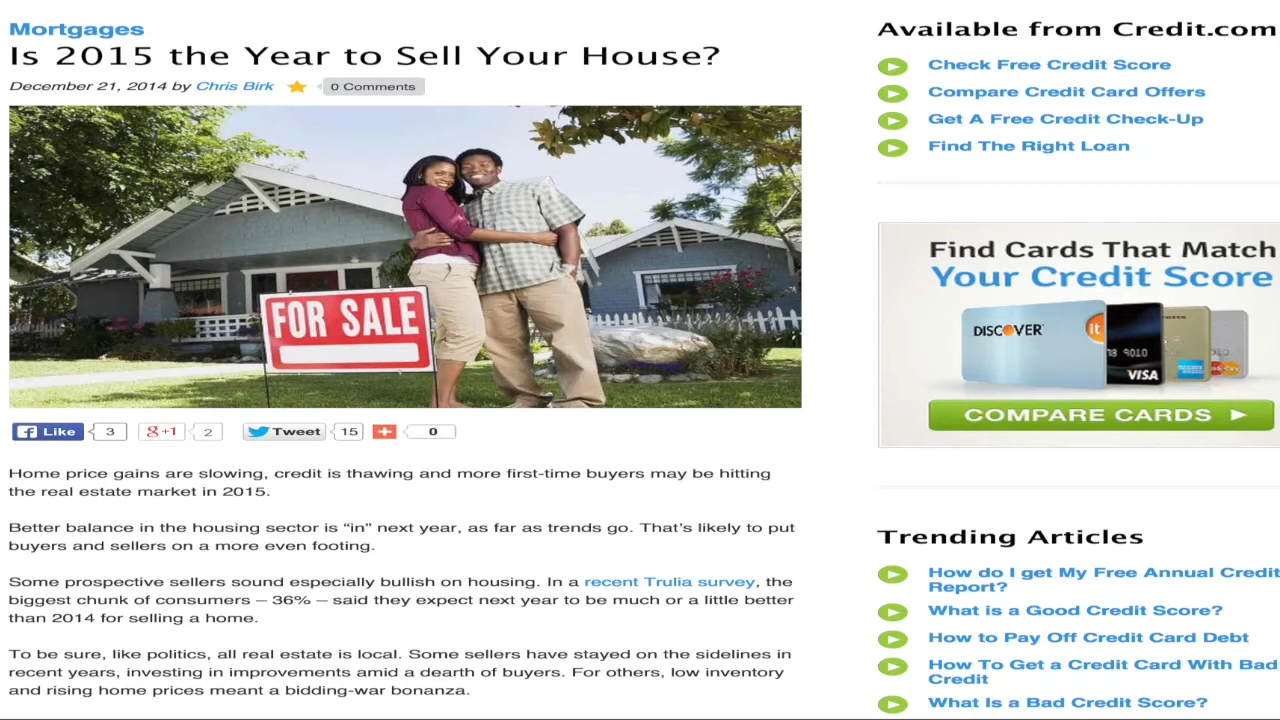 Mortgages
Is 2015 the Year to Sell Your House?
December 21, 2014 by Chris Birk
0 Comments
FOR SALE
Like 3
g+1 2
Tweet 15
0
Home price gains are slowing, credit is thawing and more first-time buyers may be hitting
the real estate market in 2015.
Better balance in the housing sector is “in” next year, as far as trends go. That’s likely to put
buyers and sellers on a more even footing.
Some prospective sellers sound especially bullish on housing. In a recent Trulia survey, the
biggest chunk of consumers – 36% – said they expect next year to be much or a little better
than 2014 for selling a home.
To be sure, like politics, all real estate is local. Some sellers have stayed on the sidelines in
recent years, investing in improvements amid a dearth of buyers. For others, low inventory
and rising home prices meant a bidding-war bonanza.
Available from Credit.com
Check Free Credit Score
Compare Credit Card Offers
Get A Free Credit Check-Up
Find The Right Loan
Find Cards That Match
Your Credit Score
DISCOVER
it
9010
VISA
COMPARE CARDS
Trending Articles
How do I get My Free Annual Credit
Report?
What is a Good Credit Score?
How to Pay Off Credit Card Debt
How To Get a Credit Card With Bad
Credit
What Is a Bad Credit Score?